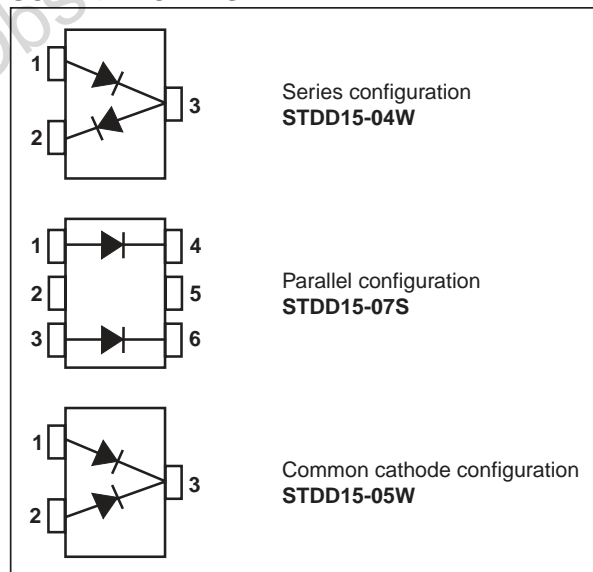 1
3
2
Series configuration
STDD15-04W
1
4
2
5
3
6
Parallel configuration
STDD15-07S
1
3
2
Common cathode configuration
STDD15-05W